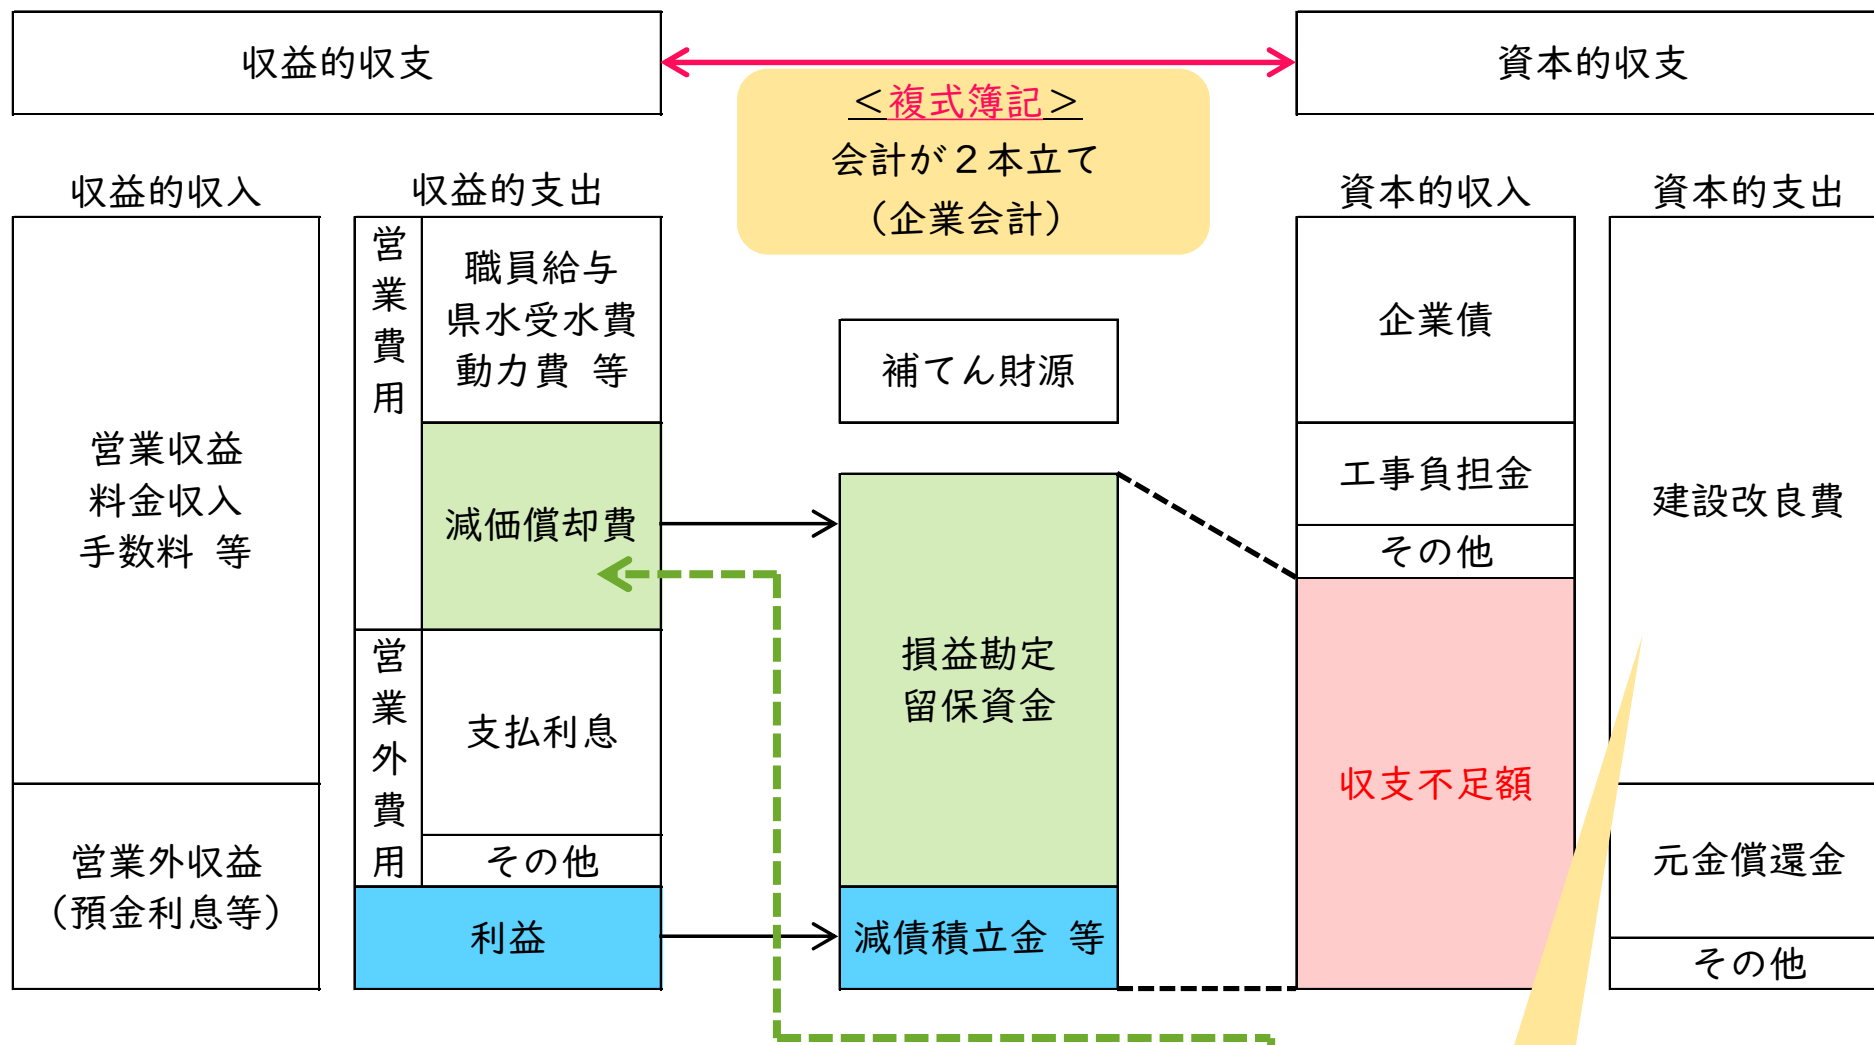 収益的収支
資本的収支
＜複式簿記＞
会計が２本立て
（企業会計）
収益的収入
収益的支出
資本的収入
資本的支出
営業収益
料金収入
手数料 等
営業外収益
（預金利息等）
営業費用
職員給与
県水受水費
動力費 等
減価償却費
営業外費用
支払利息
その他
利益
補てん財源
損益勘定
留保資金
減債積立金 等
企業債
工事負担金
その他
収支不足額
建設改良費
元金償還金
その他